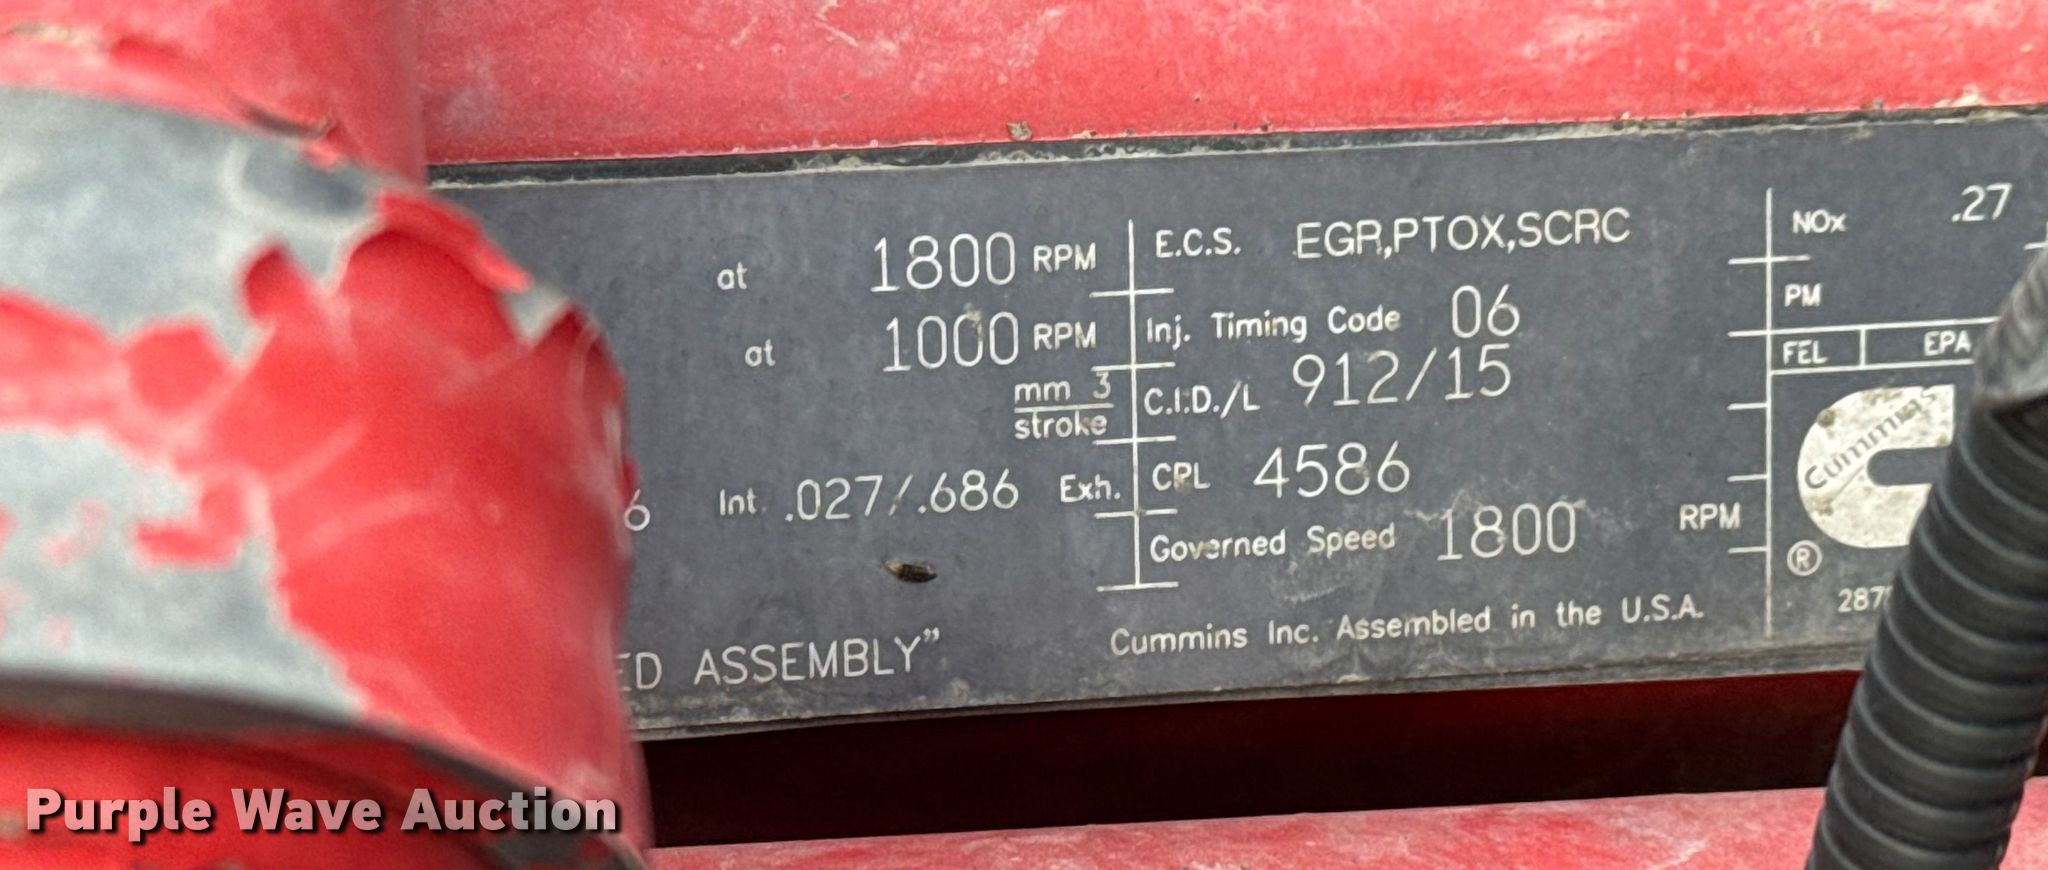 at 1800 RPM
at 1000 RPM
mm 3
stroke
6 Int. .027/.686 Exh.
ED ASSEMBLY"
E.C.S. EGR,PTOX,SCRC
Inj. Timing Code 06
C.I.D./L 912/15
CPL 4586
Governed Speed 1800 RPM
Cummins Inc. Assembled in the U.S.A.
NOx .27
PM
FEL EPA
Cummins
®
287
Purple Wave Auction